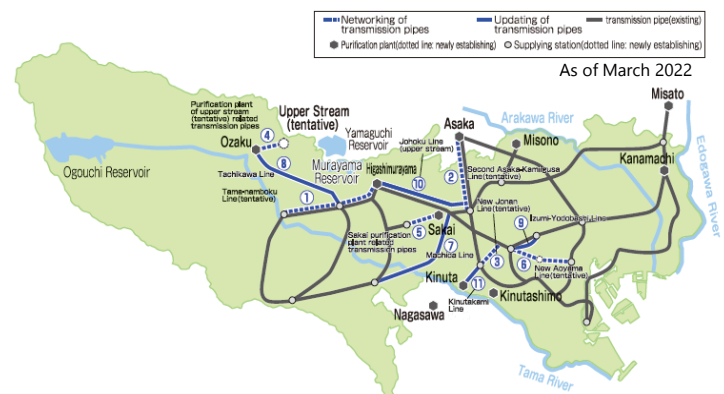 Networking of
transmission pipes
Updating of
transmission pipes
transmission pipe(existing)
Purification plant(dotted line: newly establishing)
Supplying station(dotted line: newly establishing)
As of March 2022
Misato
Purification plant
of upper stream
(tentative) related
transmission pipes
Upper Stream
(tentative)
Asaka
Arakawa River
④
Ozaku
Yamaguchi
Reservoir
Misono
Kanamachi
Edogawa River
Ogouchi Reservoir
⑧
Murayama
Reservoir
Johoku Line
(upper stream)
Higashimurayama
②
Second Asaka-Kamiigusa
Line(tentative)
Tachikawa Line
⑩
Tama-namboku
Line(tentative)
①
New Jonan
Line(tentative)
Izumi-Yodobashi Line
⑨
⑤
Sakai
Sakai purification
plant related
transmission pipes
⑦
Machida Line
③
⑥
New Aoyama
Line(tentative)
Kinuta
⑪
Kinutakami
Line
Kinutashimo
Nagasawa
Tama River